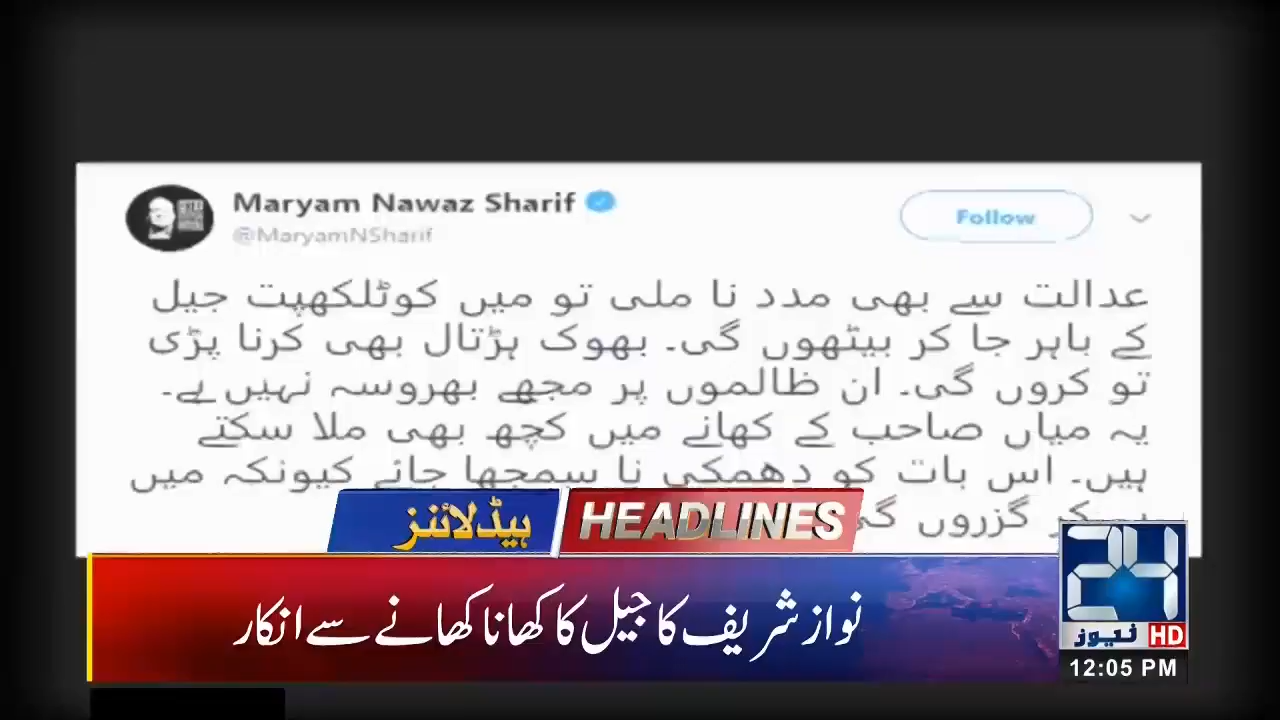 Maryam Nawaz Sharif
@MaryamNSharif
Follow
عدالت سے بھی مدد نا ملی تو میں کوٹلکھپت جیل
کے باہر جا کر بیٹھوں گی۔ بھوک ہڑتال بھی کرنا پڑی
تو کروں گی۔ ان ظالموں پر مجھے بھروسہ نہیں ہے۔
یہ میاں صاحب کے کھانے میں کچھ بھی ملا سکتے
ہیں۔ اس بات کو دھمکی نا سمجھا جائے کیونکہ میں
کر گزروں گی
ہیڈلائنز
HEADLINES
نواز شریف کا جیل کا کھانا کھانے سے انکار
24
نیوز HD
12:05 PM